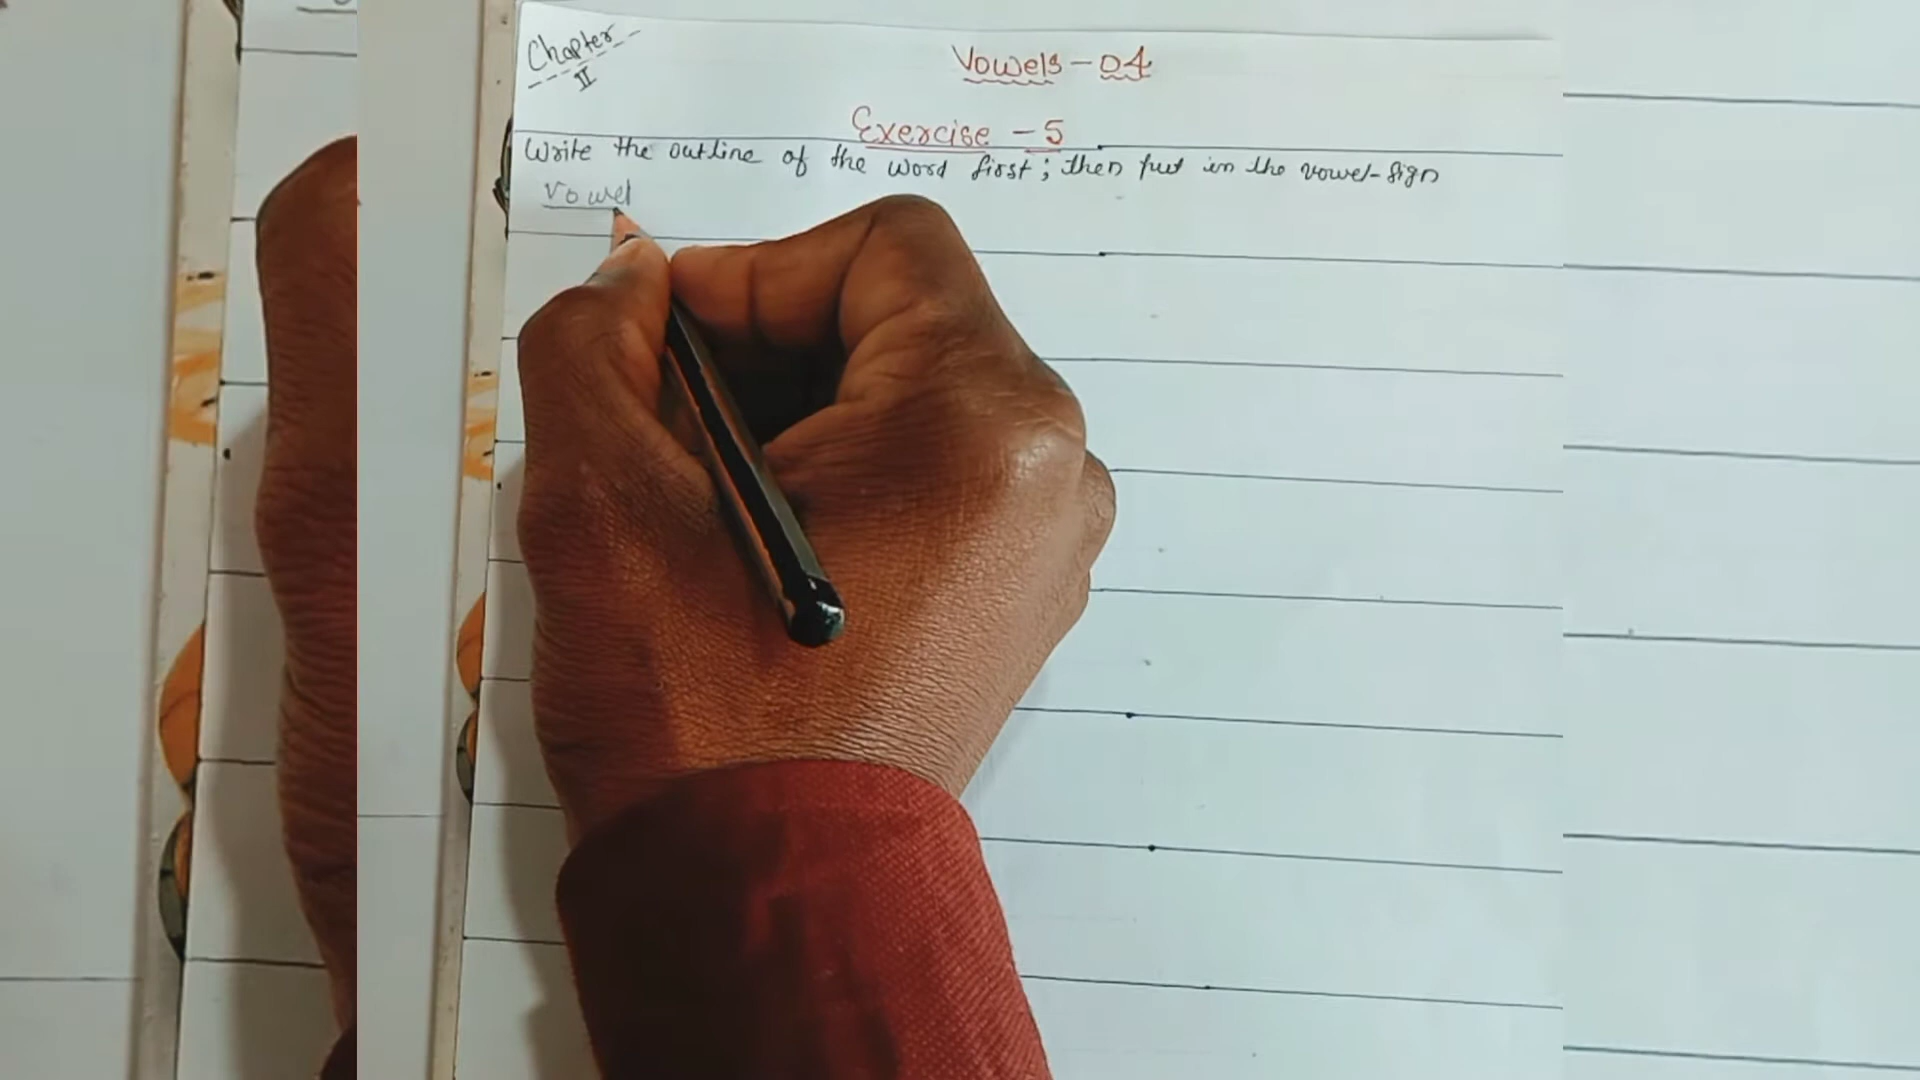 Chapter
II
Vowels - 04
Exercise - 5
Write the outline of the word first; then put in the vowel-sign
Vowel